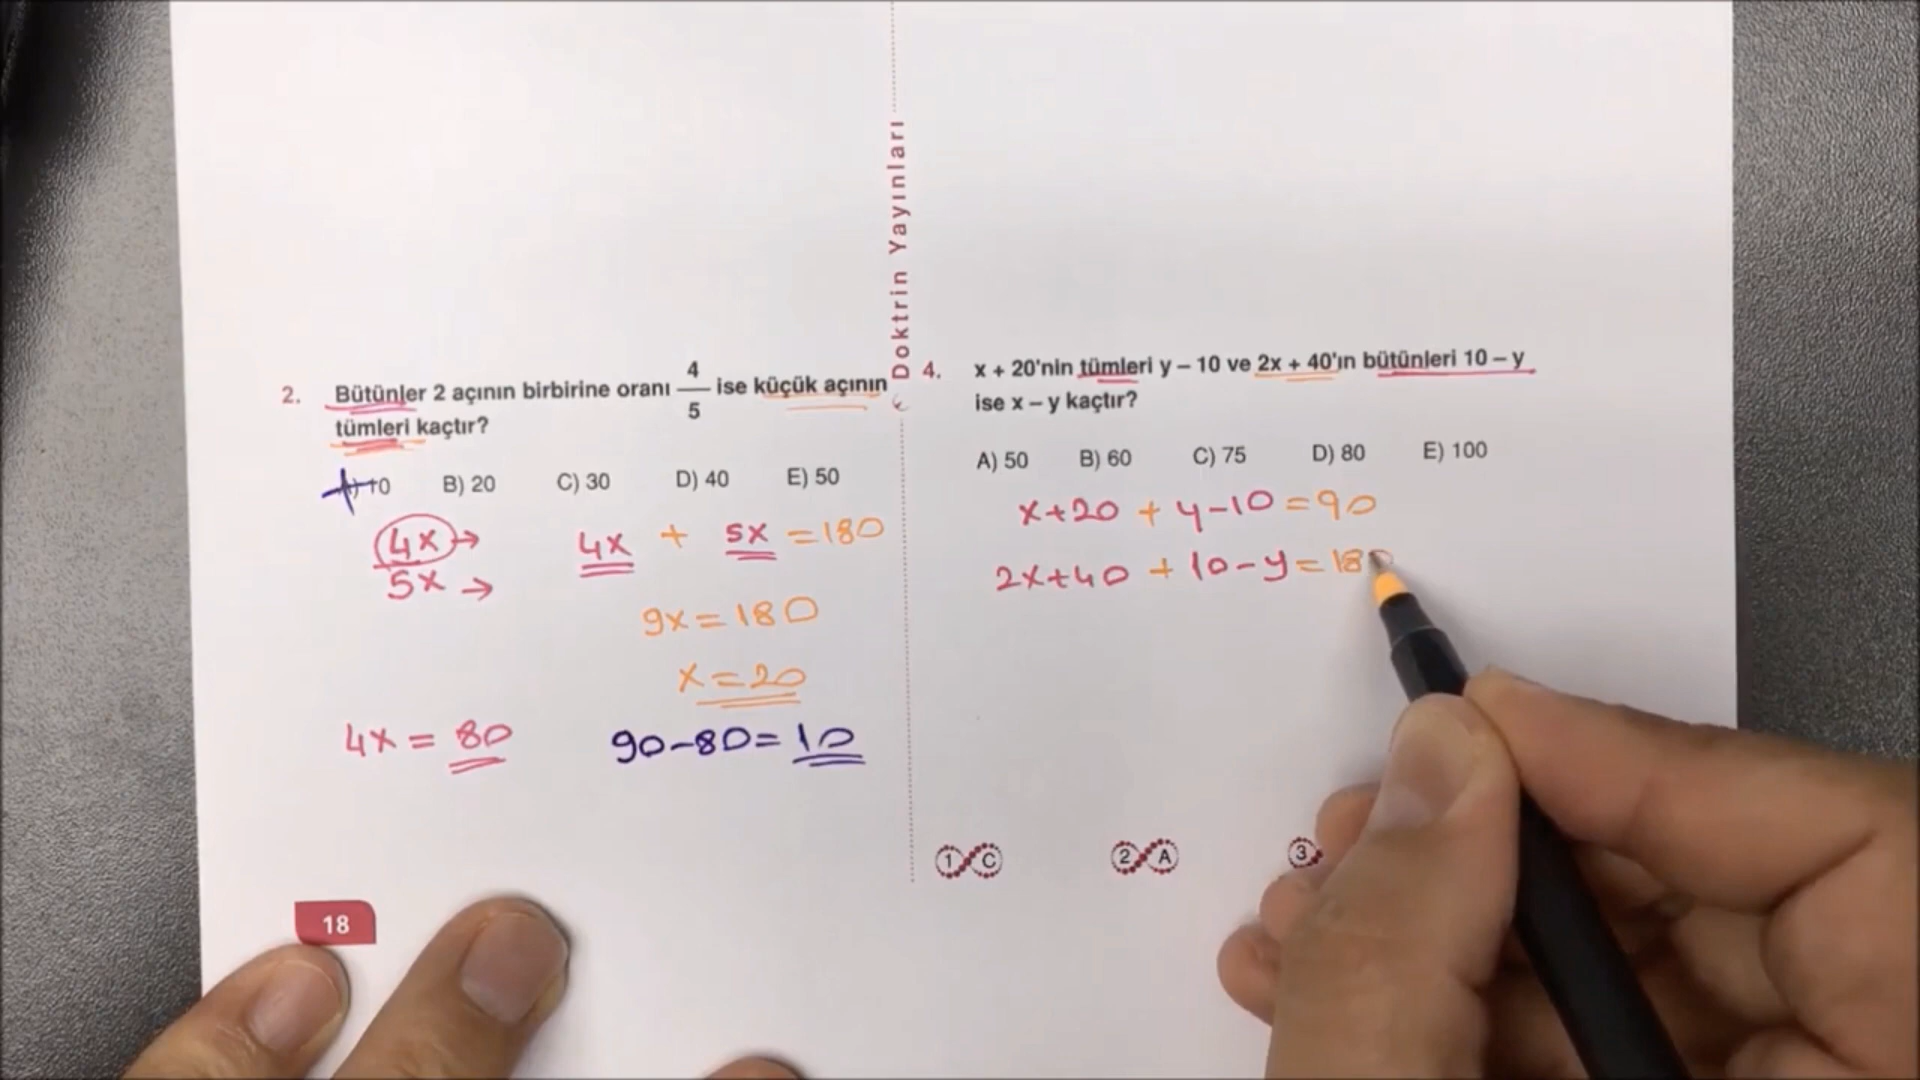 Doktrin Yayınları
2. Bütünler 2 açının birbirine oranı 4/5 ise küçük açının
tümleri kaçtır?
A) 10 B) 20 C) 30 D) 40 E) 50
4x → 4x + 5x = 180
5x →
9x = 180
x = 20
4x = 80 90-80 = 10
18
4. x + 20'nin tümleri y – 10 ve 2x + 40'ın bütünleri 10 – y
ise x – y kaçtır?
A) 50 B) 60 C) 75 D) 80 E) 100
x+20 + y-10 = 90
2x+40 + 10-y = 180
1 C 2 A 3